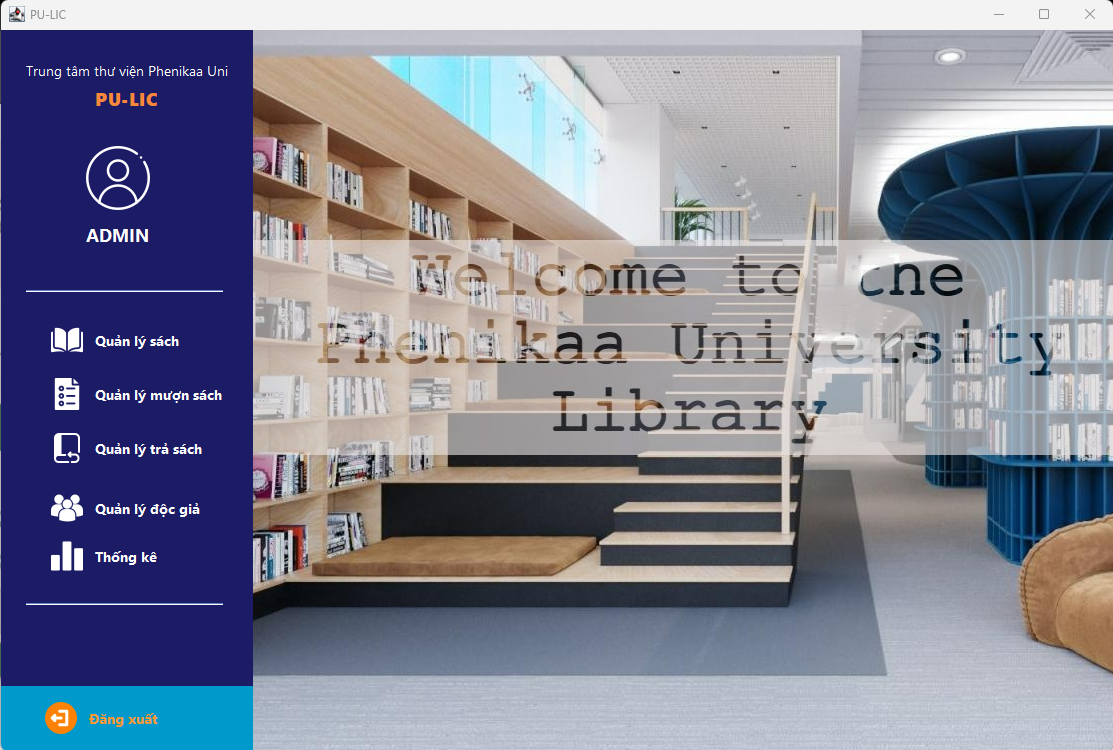 PU-LIC
Trung tâm thư viện Phenikaa Uni
PU-LIC
ADMIN
Quản lý sách
Quản lý mượn sách
Quản lý trả sách
Quản lý độc giả
Thống kê
Đăng xuất
Welcome to the
Phenikaa University
Library